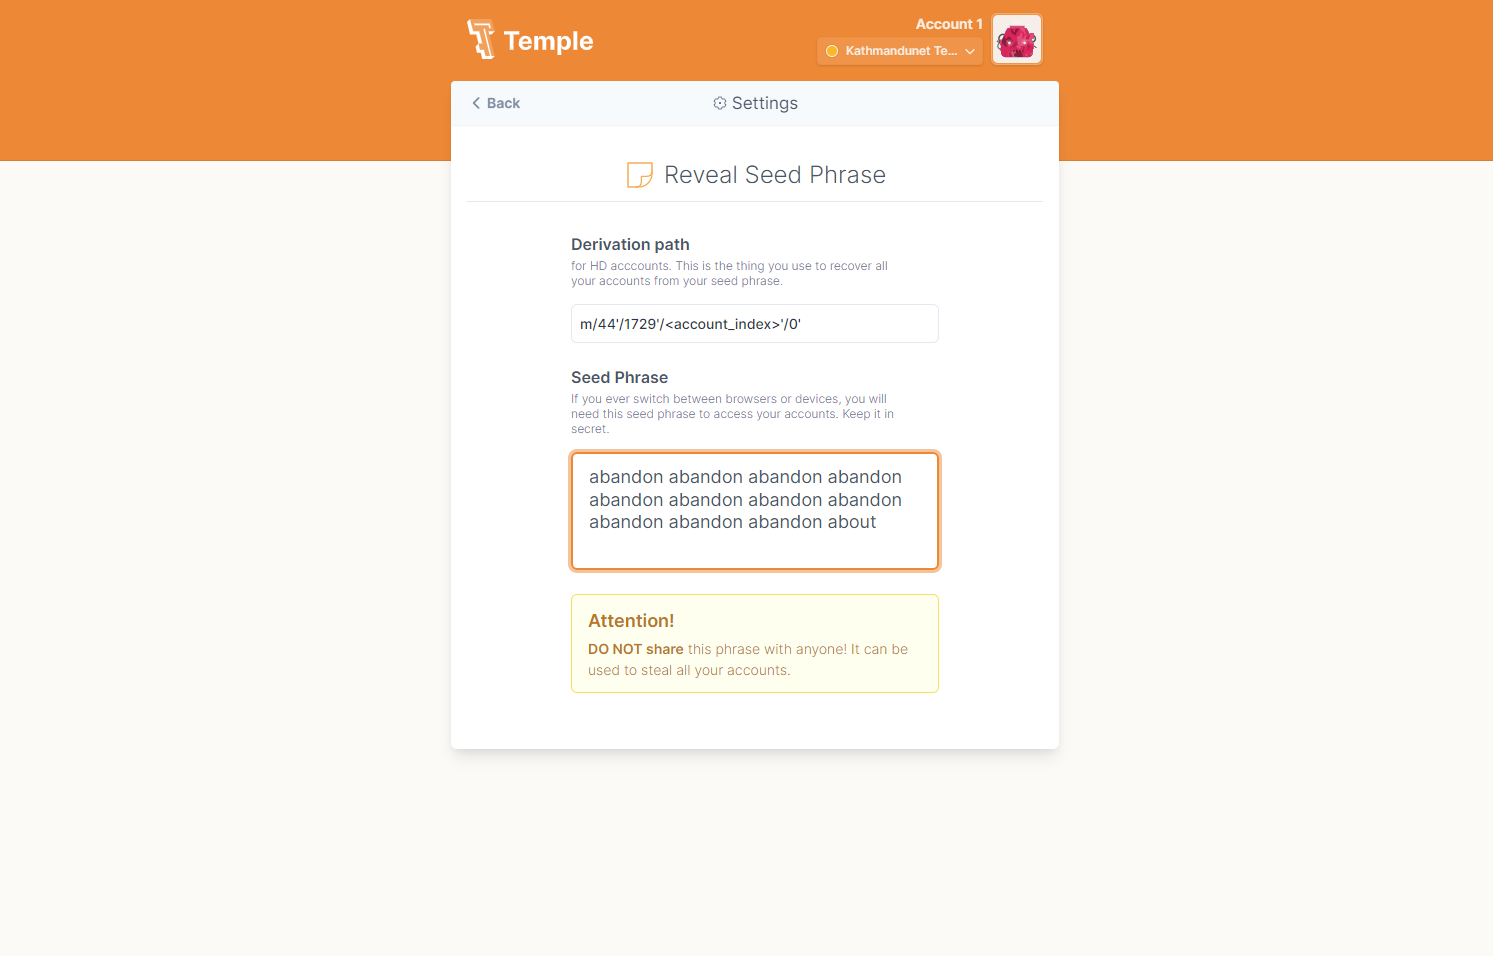 Temple
Account 1
Kathmandunet Te...
Back
Settings
Reveal Seed Phrase
Derivation path
for HD acccounts. This is the thing you use to recover all
your accounts from your seed phrase.
m/44'/1729'/<account_index>'/0'
Seed Phrase
If you ever switch between browsers or devices, you will
need this seed phrase to access your accounts. Keep it in
secret.
abandon abandon abandon abandon
abandon abandon abandon abandon
abandon abandon abandon about
Attention!
DO NOT share this phrase with anyone! It can be
used to steal all your accounts.